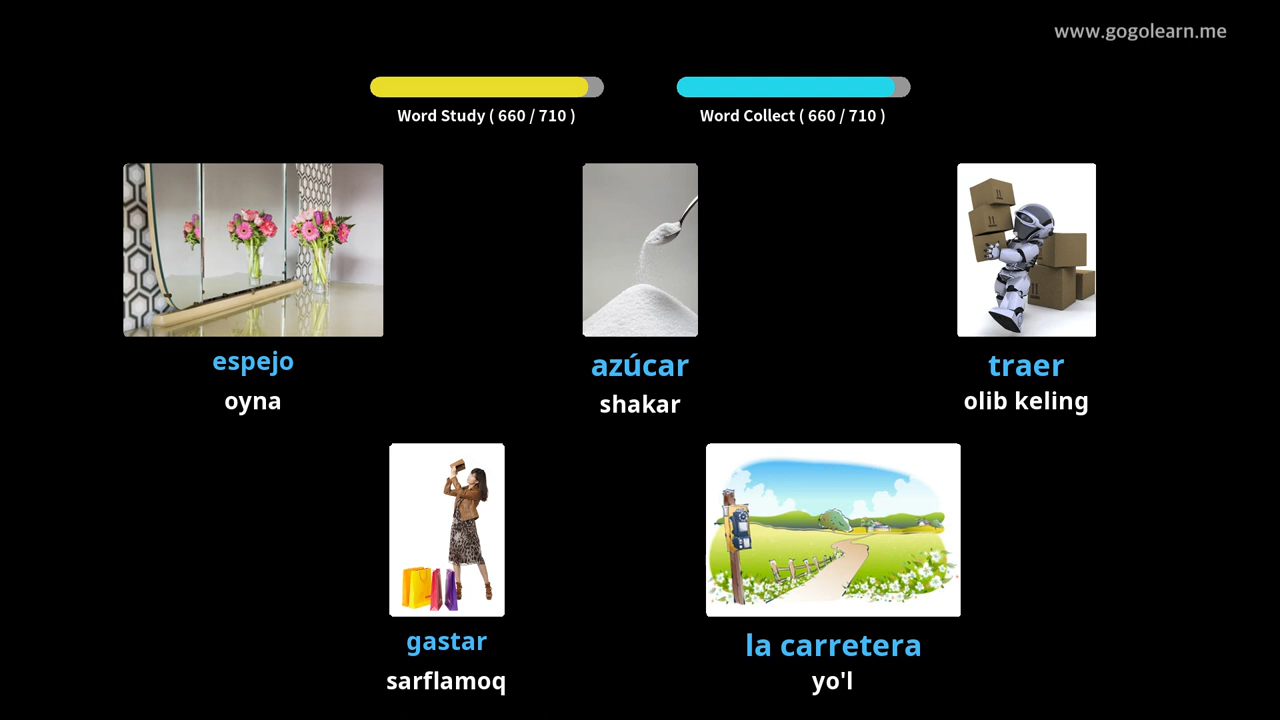 www.gogolearn.me
Word Study ( 660 / 710 )
Word Collect ( 660 / 710 )
espejo
oyna
azúcar
shakar
traer
olib keling
gastar
sarflamoq
la carretera
yo'l